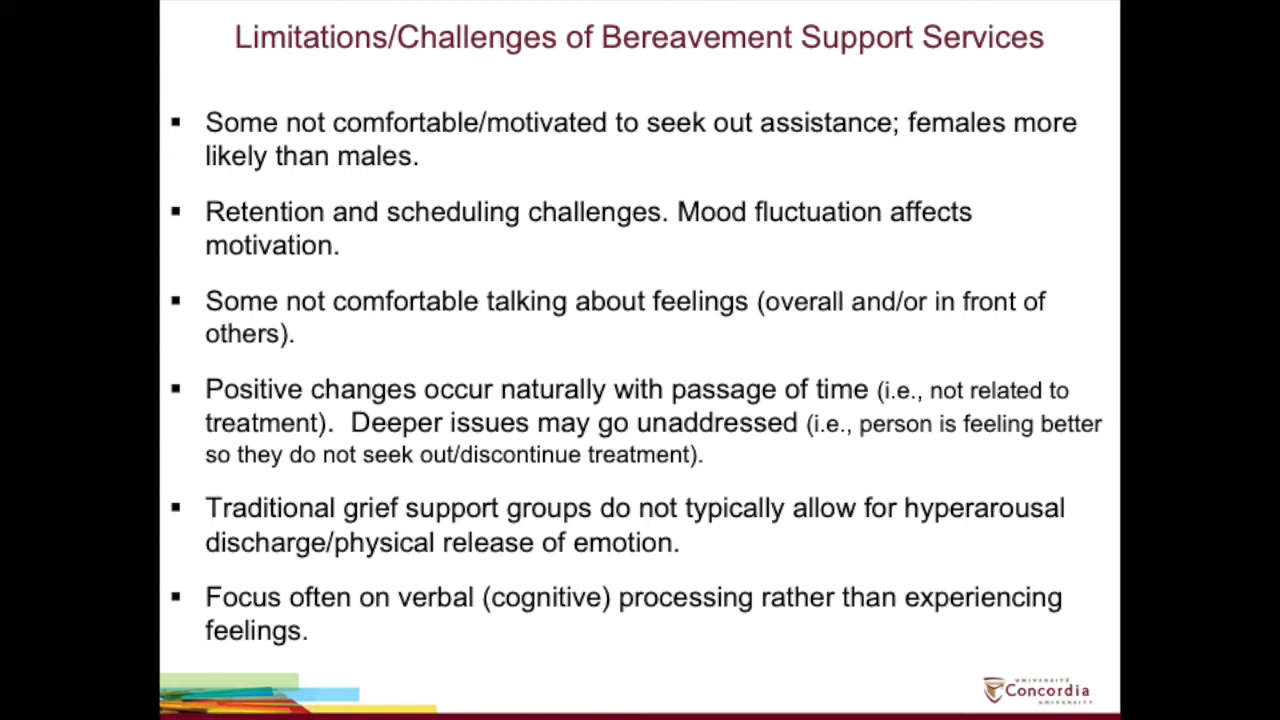 Limitations/Challenges of Bereavement Support Services
▪ Some not comfortable/motivated to seek out assistance; females more
likely than males.
▪ Retention and scheduling challenges. Mood fluctuation affects
motivation.
▪ Some not comfortable talking about feelings (overall and/or in front of
others).
▪ Positive changes occur naturally with passage of time (i.e., not related to
treatment).  Deeper issues may go unaddressed (i.e., person is feeling better
so they do not seek out/discontinue treatment).
▪ Traditional grief support groups do not typically allow for hyperarousal
discharge/physical release of emotion.
▪ Focus often on verbal (cognitive) processing rather than experiencing
feelings.
UNIVERSITÉ
Concordia
UNIVERSITY